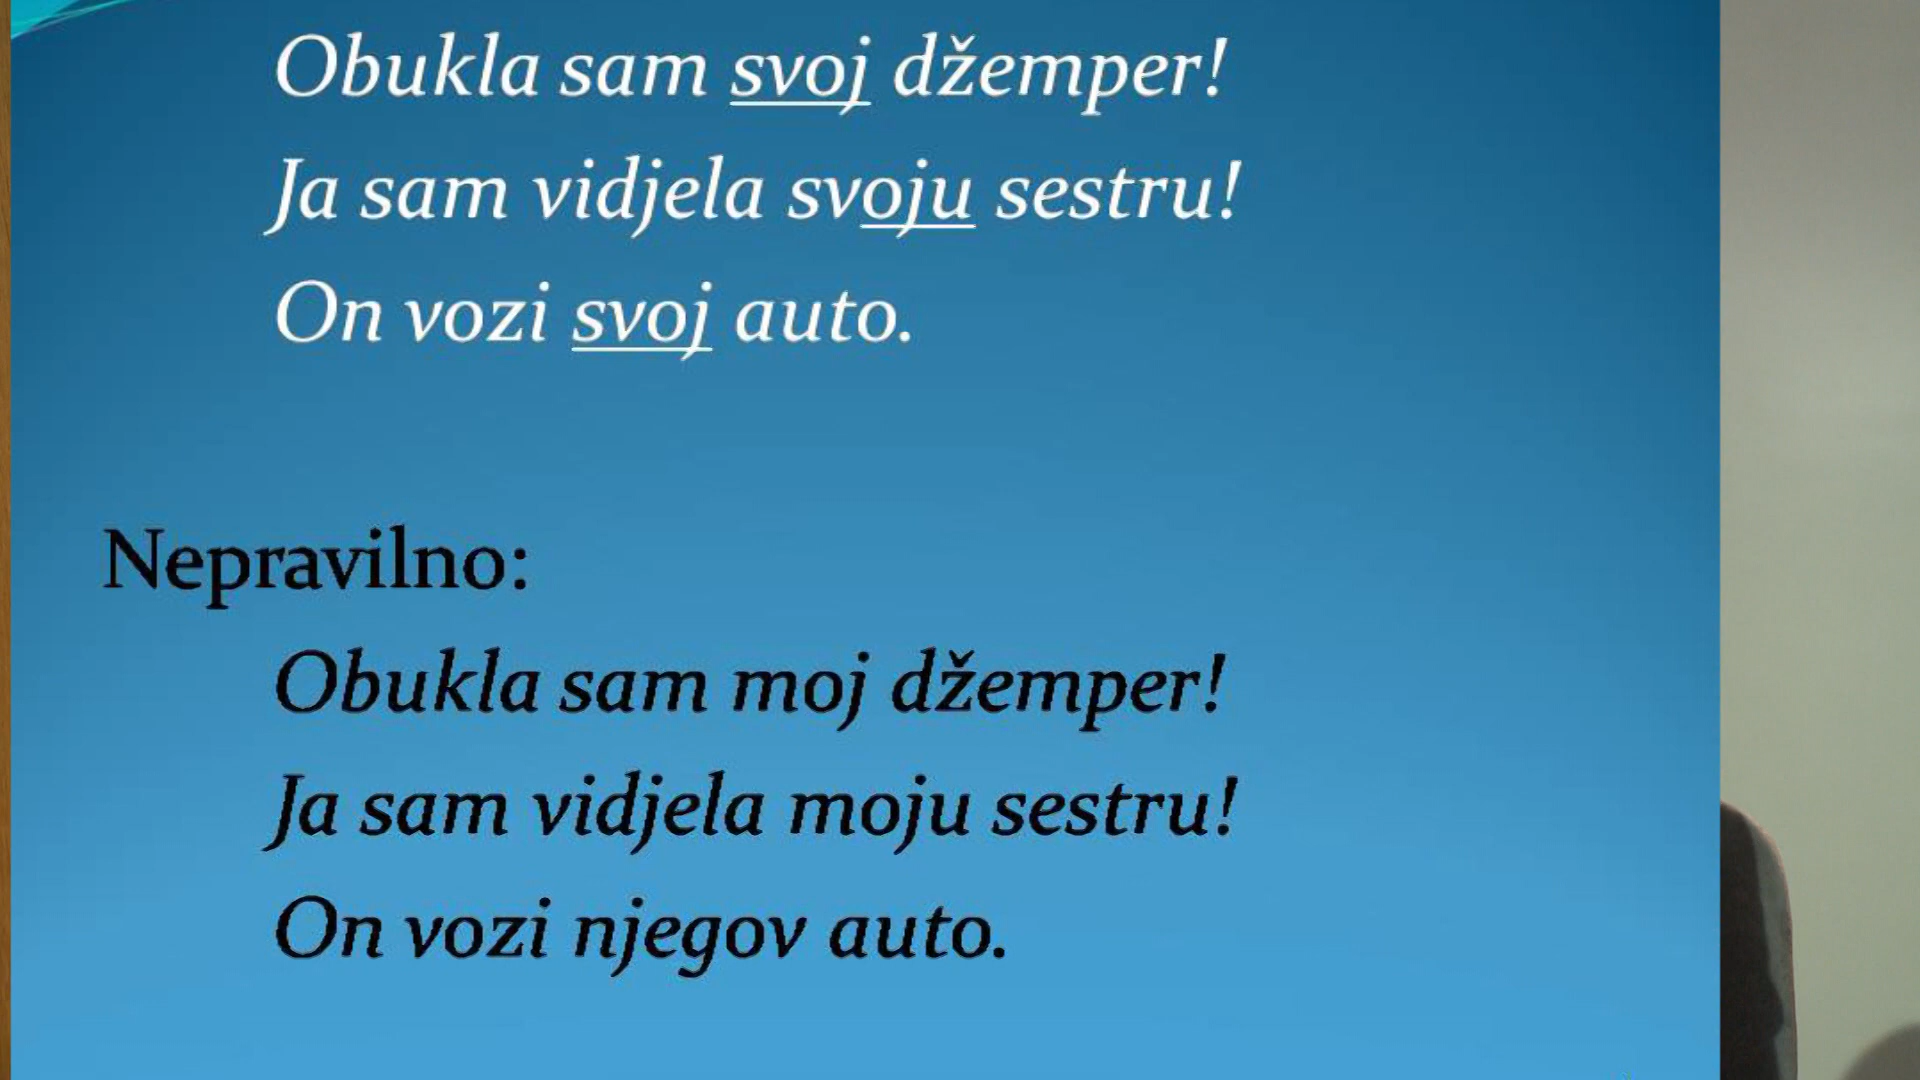 Obukla sam svoj džemper!
Ja sam vidjela svoju sestru!
On vozi svoj auto.
Nepravilno:
Obukla sam moj džemper!
Ja sam vidjela moju sestru!
On vozi njegov auto.